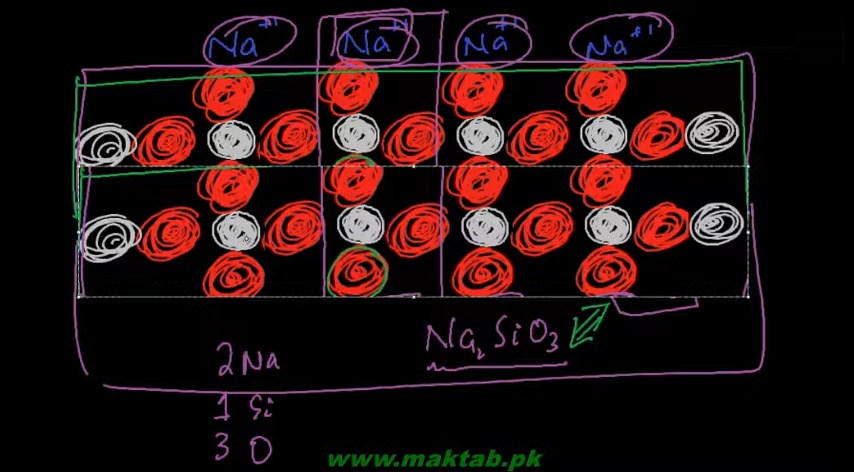 Na⁺¹ Na⁺¹ Na⁺¹ Na⁺¹
Na₂SiO₃
2Na
1 Si
3 O
www.maktab.pk